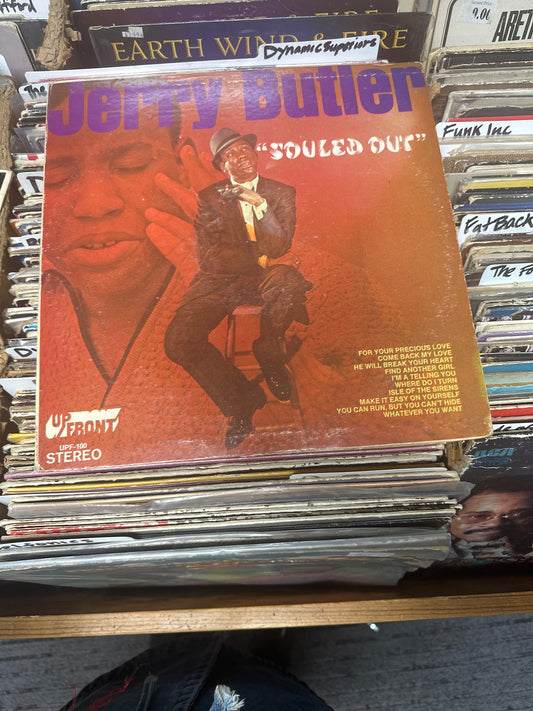 EARTH WIND & FIRE
Dynamic Superiors
9.00
ARET
Jerry Butler
"SOULED OUT"
Funk Inc
FatBack
The Fo
FOR YOUR PRECIOUS LOVE
COME BACK MY LOVE
HE WILL BREAK YOUR HEART
FIND ANOTHER GIRL
I'M A TELLING YOU
WHERE DO I TURN
ISLE OF THE SIRENS
MAKE IT EASY ON YOURSELF
YOU CAN RUN, BUT YOU CAN'T HIDE
WHATEVER YOU WANT
UP FRONT
UPF-100
STEREO